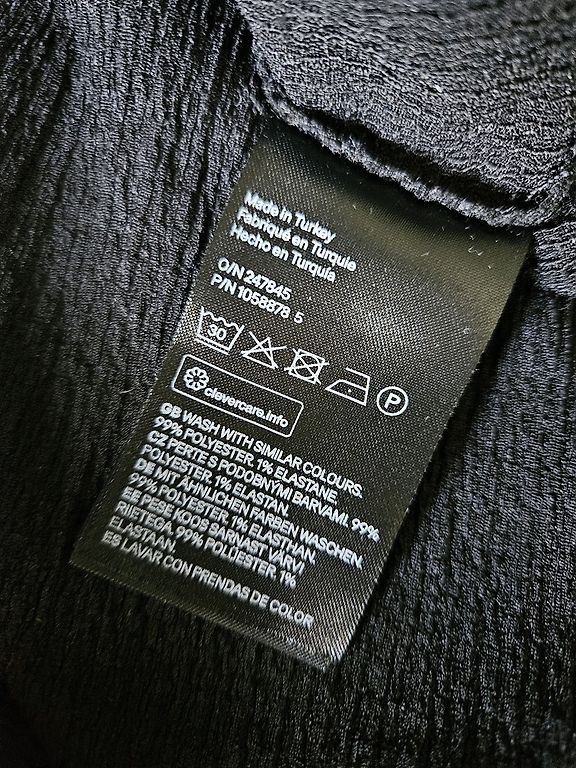 Made in Turkey
Fabriqué en Turquie
Hecho en Turquía
O/N 247845
P/N 1058878 5
30
P
clevercare.info
GB WASH WITH SIMILAR COLOURS.
99% POLYESTER. 1% ELASTANE
CZ PERTE S PODOBNÝMI BARVAMI. 99%
POLYESTER. 1% ELASTAN.
DE MIT ÄHNLICHEN FARBEN WASCHEN.
99% POLYESTER. 1% ELASTHAN.
EE PESE KOOS BARNAST VÄRVI
RIIETEGA. 99% POLÜESTER. 1%
ELASTAAN.
ES LAVAR CON PRENDAS DE COLOR